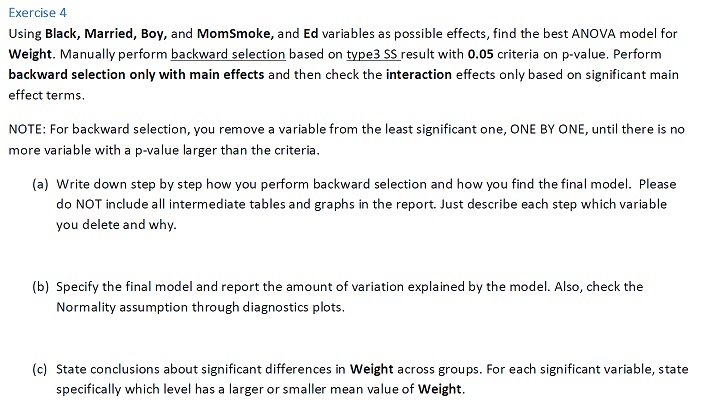 Exercise 4
Using Black, Married, Boy, and MomSmoke, and Ed variables as possible effects, find the best ANOVA model for
Weight. Manually perform backward selection based on type3 SS result with 0.05 criteria on p-value. Perform
backward selection only with main effects and then check the interaction effects only based on significant main
effect terms.
NOTE: For backward selection, you remove a variable from the least significant one, ONE BY ONE, until there is no
more variable with a p-value larger than the criteria.
(a) Write down step by step how you perform backward selection and how you find the final model. Please
do NOT include all intermediate tables and graphs in the report. Just describe each step which variable
you delete and why.
(b) Specify the final model and report the amount of variation explained by the model. Also, check the
Normality assumption through diagnostics plots.
(c) State conclusions about significant differences in Weight across groups. For each significant variable, state
specifically which level has a larger or smaller mean value of Weight.